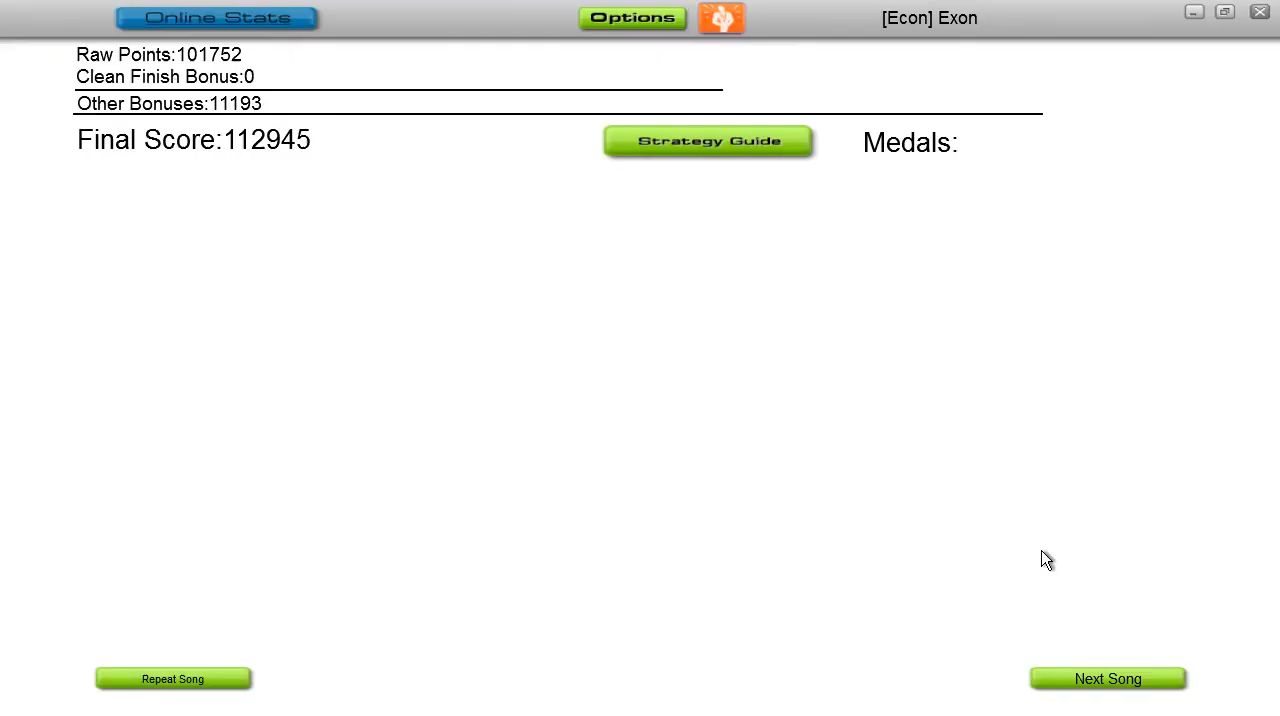 Online Stats
Options
[Econ] Exon
Raw Points:101752
Clean Finish Bonus:0
Other Bonuses:11193
Final Score:112945
Strategy Guide
Medals:
Repeat Song
Next Song